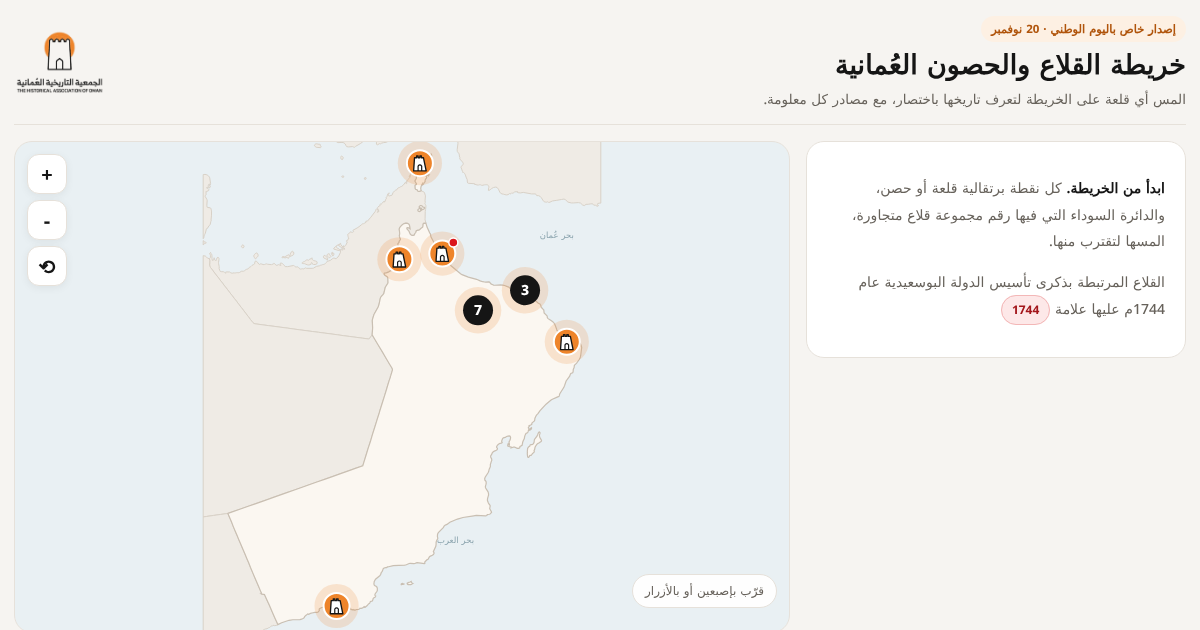 إصدار خاص باليوم الوطني · 20 نوفمبر
خريطة القلاع والحصون العُمانية
المس أي قلعة على الخريطة لتعرف تاريخها باختصار، مع مصادر كل معلومة.
الجمعية التاريخية العُمانية
THE HISTORICAL ASSOCIATION OF OMAN
ابدأ من الخريطة. كل نقطة برتقالية قلعة أو حصن،
والدائرة السوداء التي فيها رقم مجموعة قلاع متجاورة،
المسها لتقترب منها.
القلاع المرتبطة بذكرى تأسيس الدولة البوسعيدية عام
1744م عليها علامة 1744
+
-
⟲
بحر عُمان
3
7
بحر العرب
قرّب بإصبعين أو بالأزرار